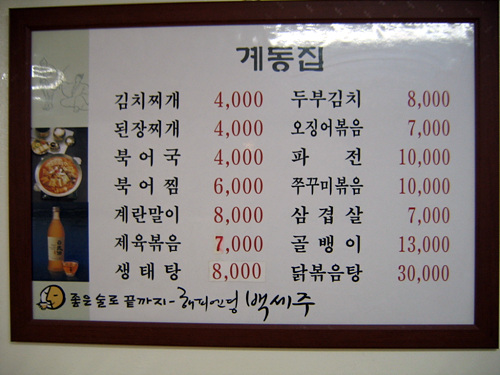 계동집
김치찌개 4,000 두부김치 8,000
된장찌개 4,000 오징어볶음 7,000
북어국 4,000 파전 10,000
북어찜 6,000 쭈꾸미볶음 10,000
계란말이 8,000 삼겹살 7,000
제육볶음 7,000 골뱅이 13,000
생태탕 8,000 닭볶음탕 30,000
좋은 술로 끝까지 - 해피엔딩 백세주